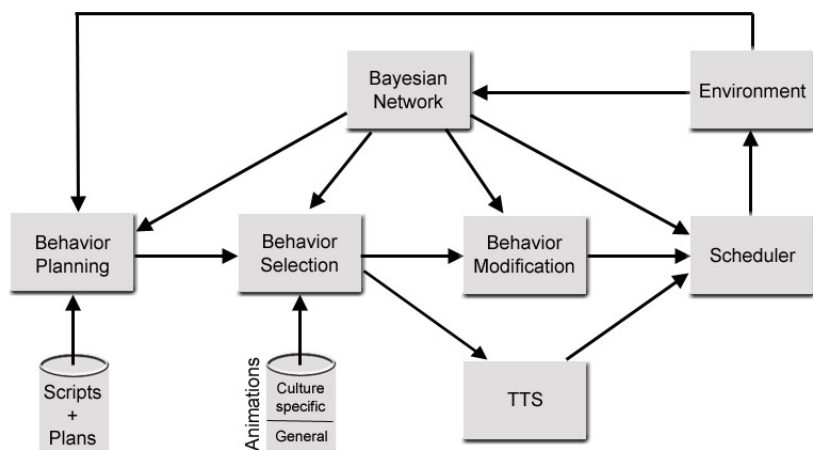 Bayesian
Network
Environment
Behavior
Planning
Behavior
Selection
Behavior
Modification
Scheduler
Scripts
+
Plans
Animations
Culture
specific
General
TTS